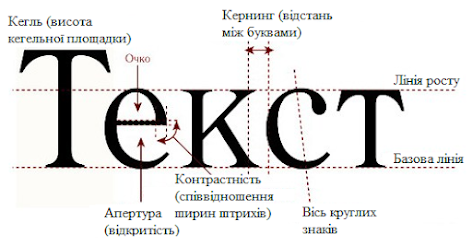 Кегль (висота
кегельної площадки)
Кернинг (відстань
між буквами)
Очко
Лінія росту
Текст
Базова лінія
Контрастність
(співвідношення
ширин штрихів)
Апертура
(відкритість)
Вісь круглих
знаків